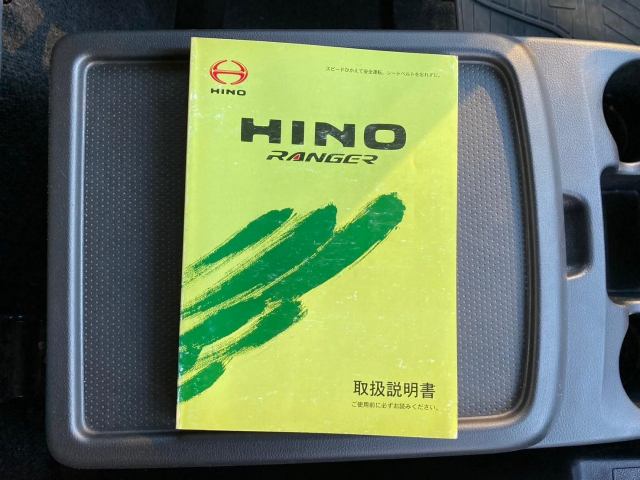 HINO
スピードひかえて安全運転、シートベルトを忘れずに。
HINO
RANGER
取扱説明書
ご使用前に必ずお読みください。